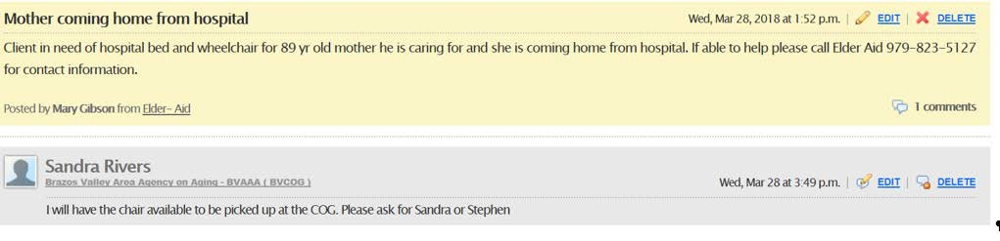 Mother coming home from hospital
Wed, Mar 28, 2018 at 1:52 p.m. | EDIT | DELETE
Client in need of hospital bed and wheelchair for 89 yr old mother he is caring for and she is coming home from hospital. If able to help please call Elder Aid 979-823-5127
for contact information.
Posted by Mary Gibson from Elder- Aid
1 comments
Sandra Rivers
Brazos Valley Area Agency on Aging - BVAAA ( BVCOG )
Wed, Mar 28 at 3:49 p.m. | EDIT | DELETE
I will have the chair available to be picked up at the COG. Please ask for Sandra or Stephen
¶